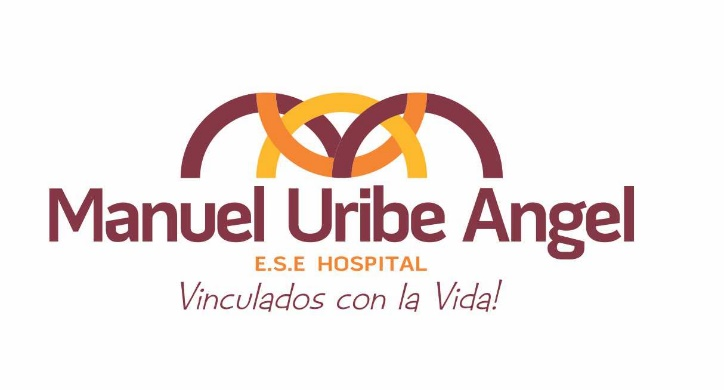 Manuel Uribe Angel
E.S.E HOSPITAL
Vinculados con la Vida!